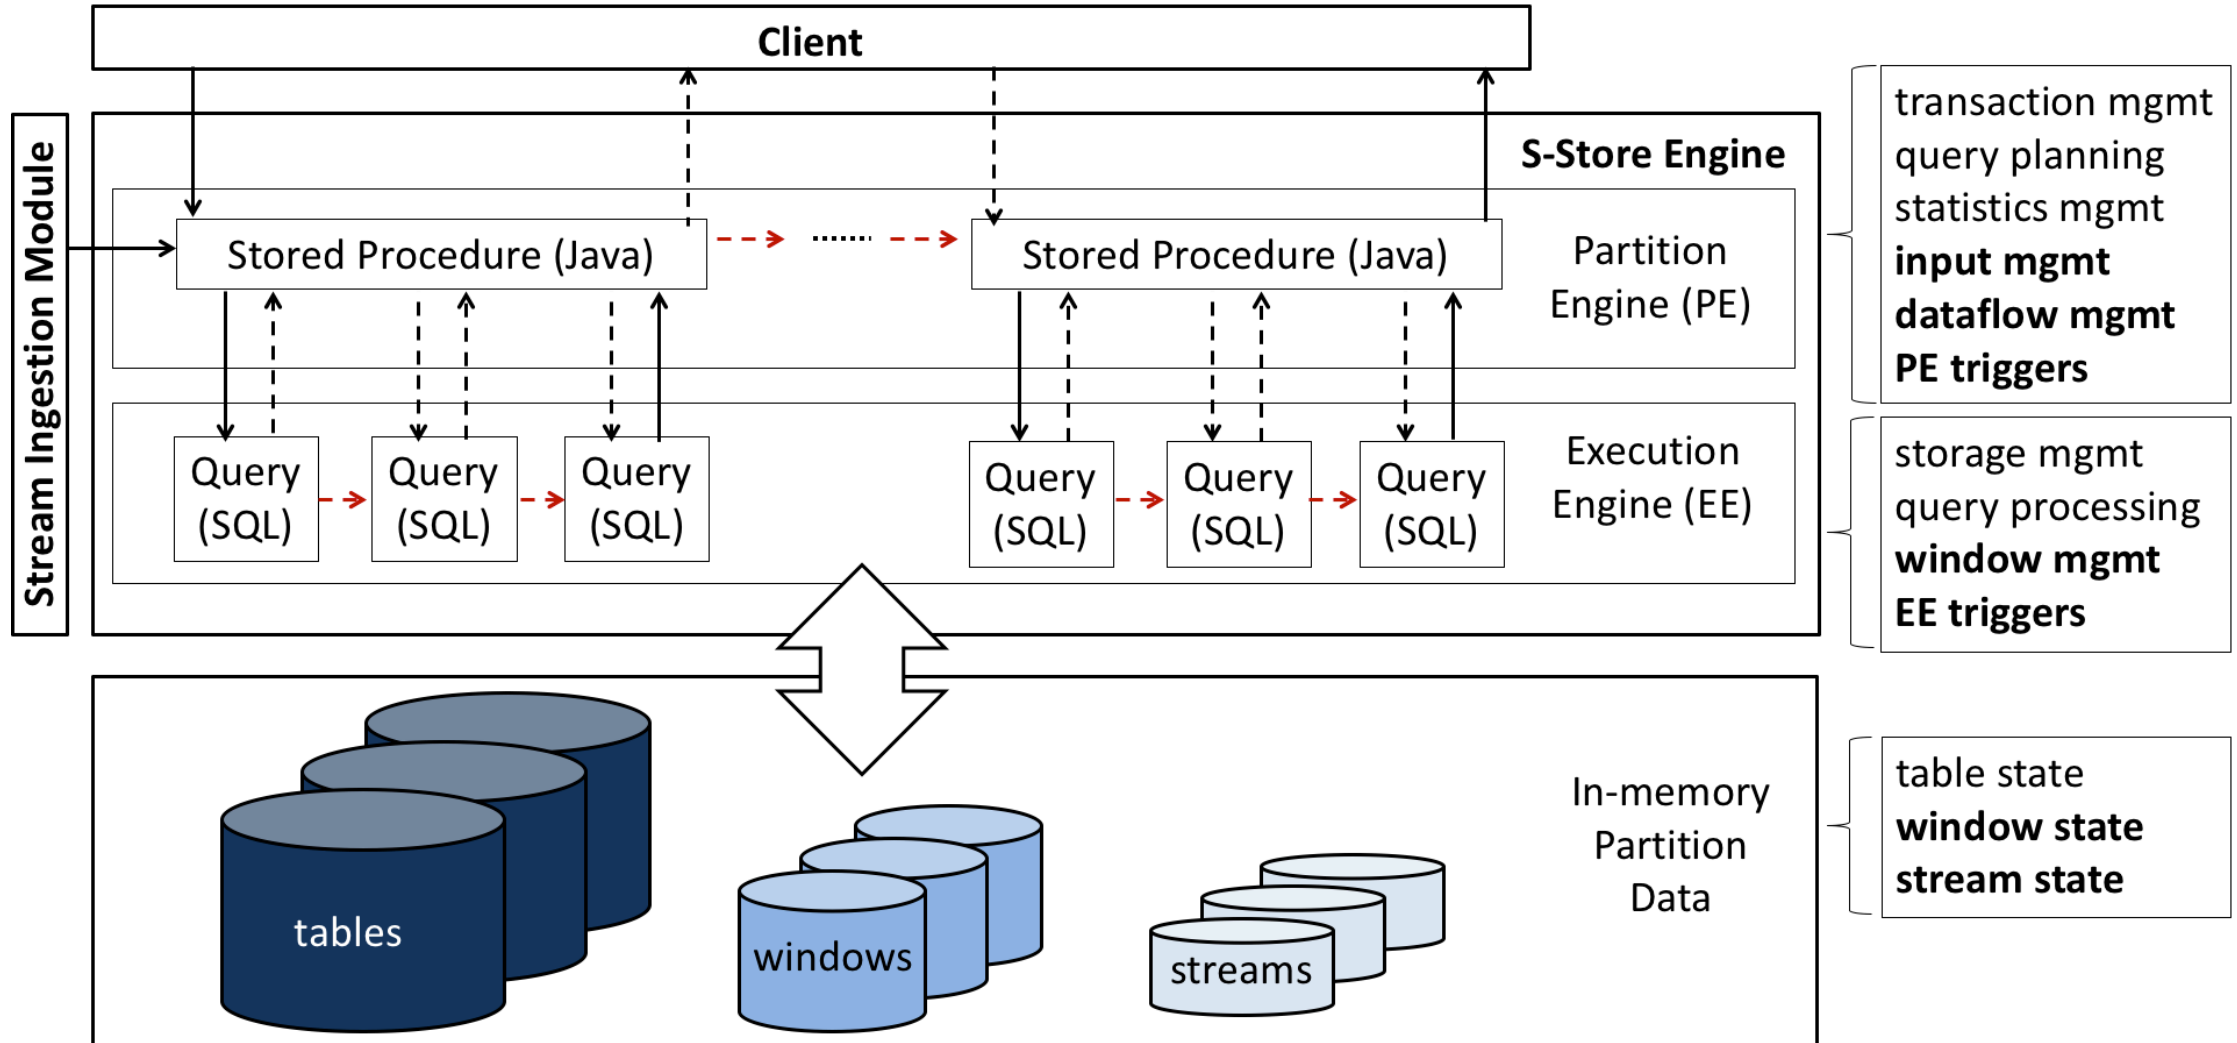 Client
Stream Ingestion Module
S-Store Engine
Stored Procedure (Java)
Stored Procedure (Java)
Partition
Engine (PE)
Query
(SQL)
Query
(SQL)
Query
(SQL)
Query
(SQL)
Query
(SQL)
Query
(SQL)
Execution
Engine (EE)
tables
windows
streams
In-memory
Partition
Data
transaction mgmt
query planning
statistics mgmt
input mgmt
dataflow mgmt
PE triggers
storage mgmt
query processing
window mgmt
EE triggers
table state
window state
stream state